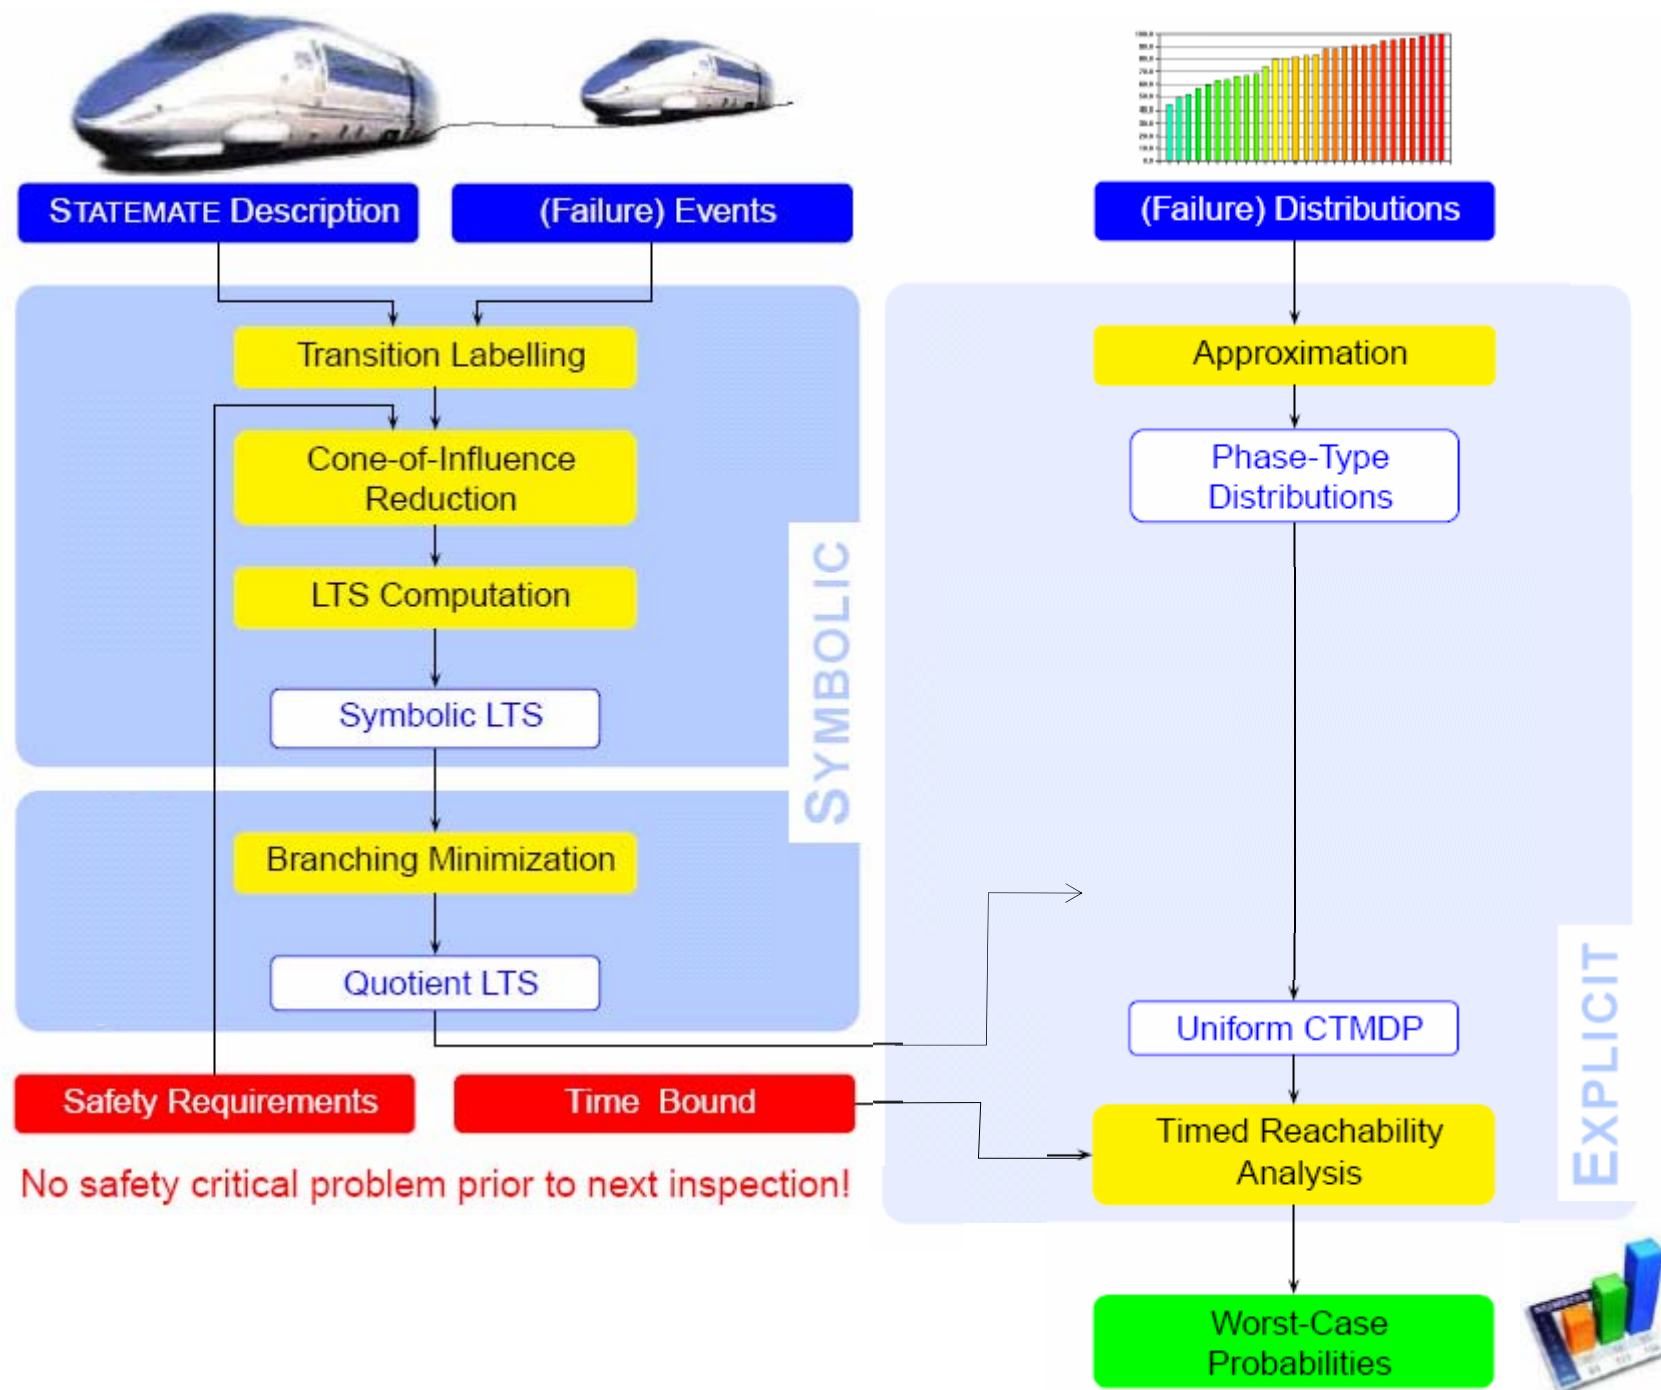 STATEMATE Description
(Failure) Events
(Failure) Distributions
Transition Labelling
Cone-of-Influence
Reduction
LTS Computation
Symbolic LTS
SYMBOLIC
Branching Minimization
Quotient LTS
Safety Requirements
Time Bound
No safety critical problem prior to next inspection!
Approximation
Phase-Type
Distributions
Uniform CTMDP
Timed Reachability
Analysis
EXPLICIT
Worst-Case
Probabilities